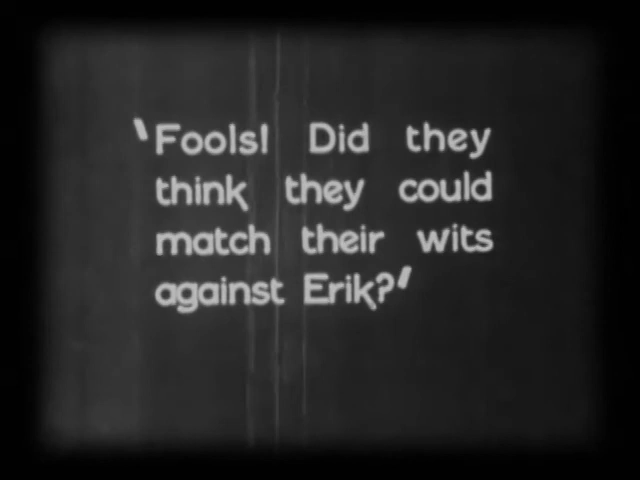 'Fools! Did they
think they could
match their wits
against Erik?'